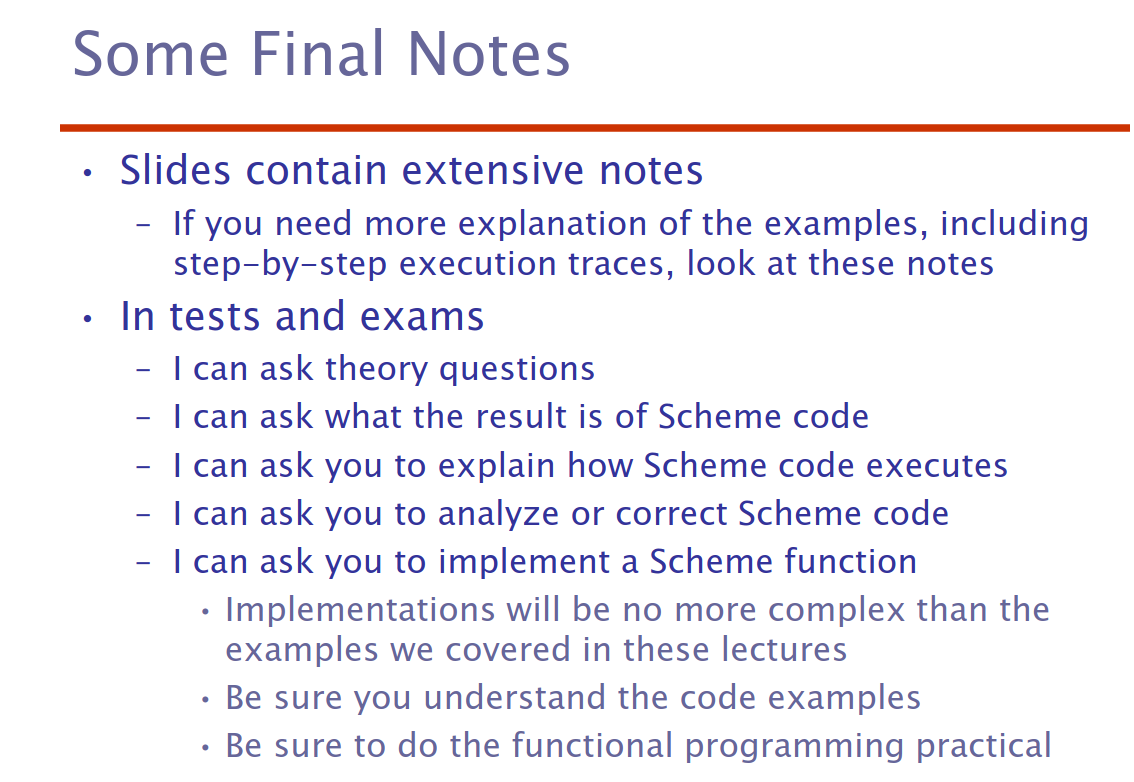 Some Final Notes
• Slides contain extensive notes
– If you need more explanation of the examples, including
step-by-step execution traces, look at these notes
• In tests and exams
– I can ask theory questions
– I can ask what the result is of Scheme code
– I can ask you to explain how Scheme code executes
– I can ask you to analyze or correct Scheme code
– I can ask you to implement a Scheme function
• Implementations will be no more complex than the
examples we covered in these lectures
• Be sure you understand the code examples
• Be sure to do the functional programming practical